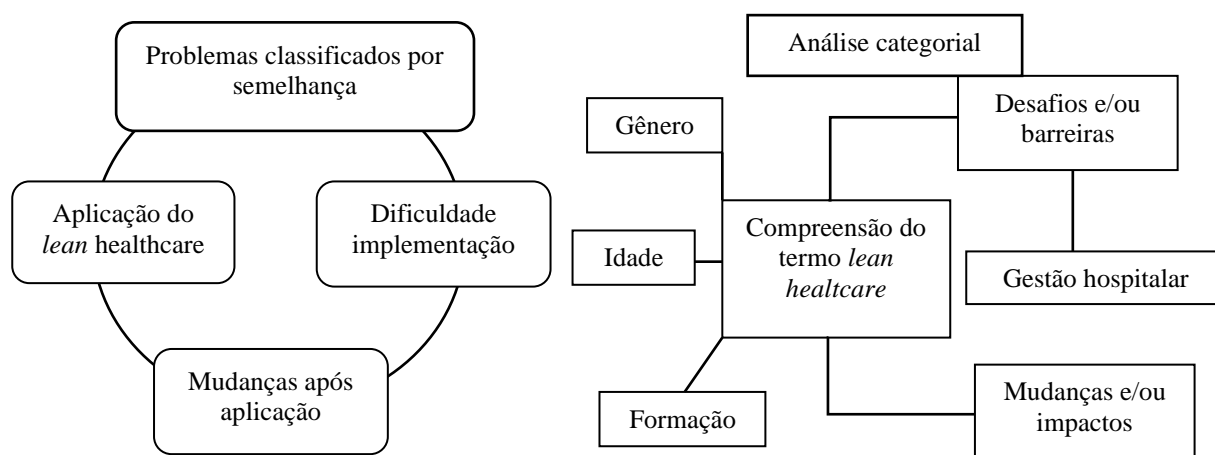 Problemas classificados por
semelhança
Aplicação do
lean healthcare
Dificuldade
implementação
Mudanças após
aplicação
Análise categorial
Desafios e/ou
barreiras
Gênero
Compreensão do
termo lean
healtcare
Idade
Gestão hospitalar
Formação
Mudanças e/ou
impactos